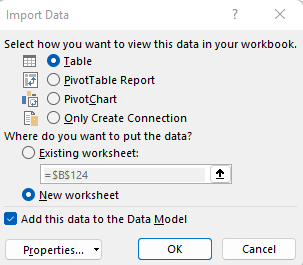 Import Data
Select how you want to view this data in your workbook.
Table
PivotTable Report
PivotChart
Only Create Connection
Where do you want to put the data?
Existing worksheet:
=$B$124
New worksheet
Add this data to the Data Model
Properties...
OK
Cancel